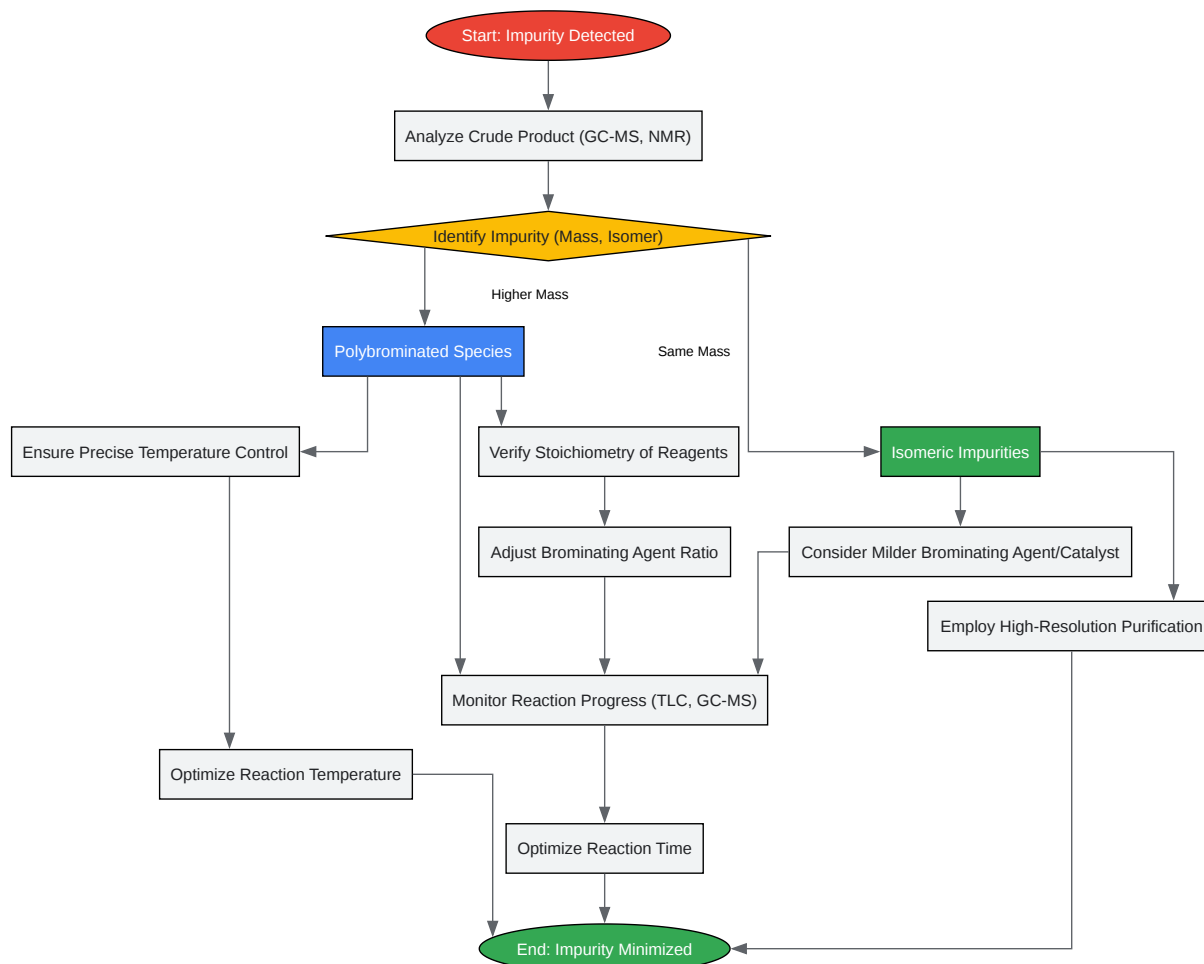 Start: Impurity Detected
Analyze Crude Product (GC-MS, NMR)
Identify Impurity (Mass, Isomer)
Higher Mass
Polybrominated Species
Same Mass
Ensure Precise Temperature Control
Verify Stoichiometry of Reagents
Isomeric Impurities
Adjust Brominating Agent Ratio
Consider Milder Brominating Agent/Catalyst
Employ High-Resolution Purification
Monitor Reaction Progress (TLC, GC-MS)
Optimize Reaction Temperature
Optimize Reaction Time
End: Impurity Minimized